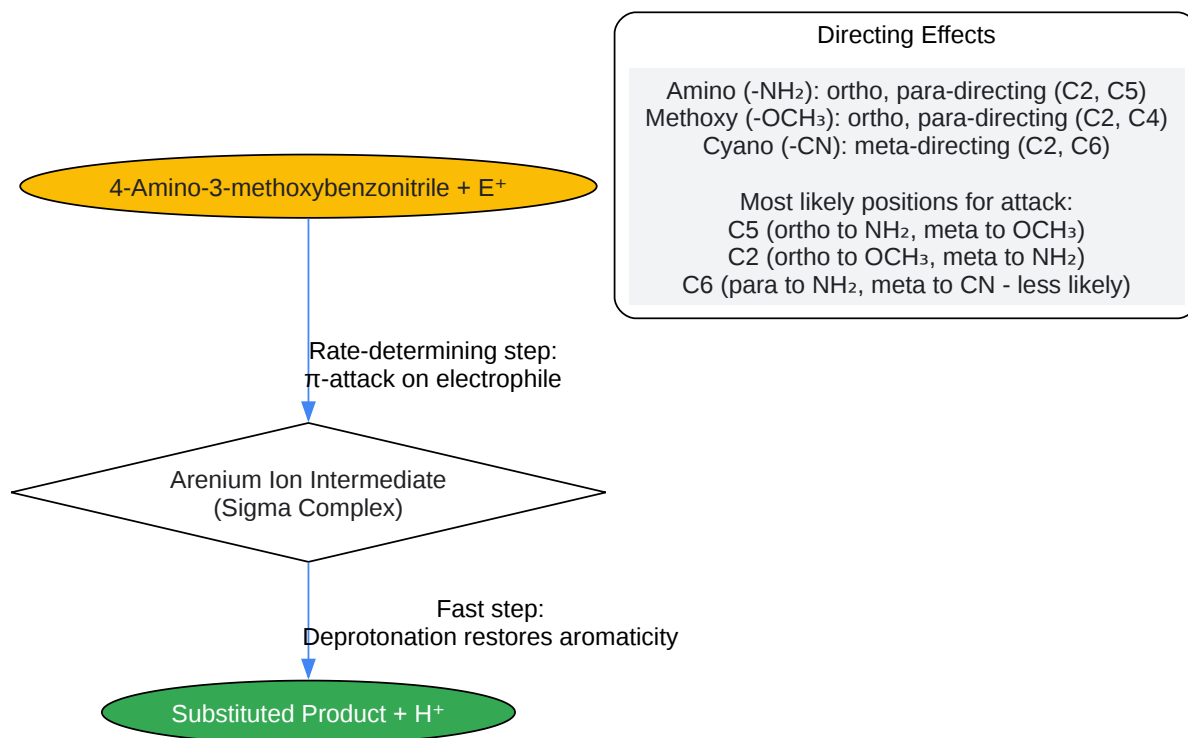 Directing Effects
Amino (-NH₂): ortho, para-directing (C2, C5)
Methoxy (-OCH₃): ortho, para-directing (C2, C4)
Cyano (-CN): meta-directing (C2, C6)
Most likely positions for attack:
C5 (ortho to NH₂, meta to OCH₃)
C2 (ortho to OCH₃, meta to NH₂)
C6 (para to NH₂, meta to CN - less likely)
4-Amino-3-methoxybenzonitrile + E⁺
Rate-determining step:
π-attack on electrophile
Arenium Ion Intermediate
(Sigma Complex)
Fast step:
Deprotonation restores aromaticity
Substituted Product + H⁺